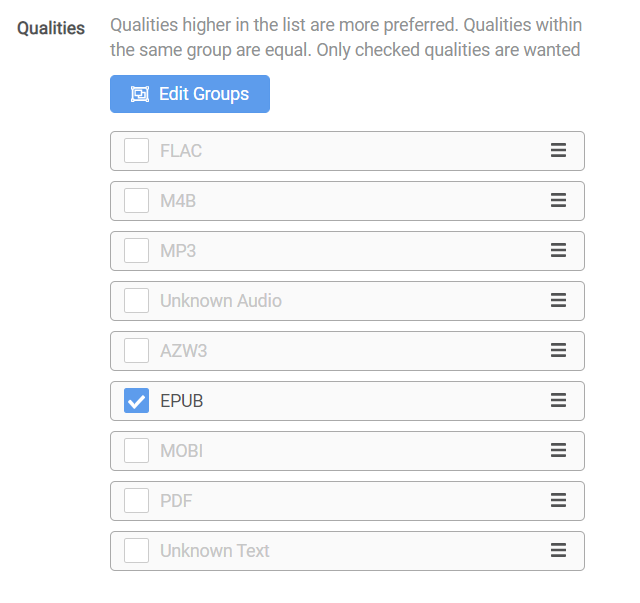 Qualities
Qualities higher in the list are more preferred. Qualities within
the same group are equal. Only checked qualities are wanted
Edit Groups
FLAC
M4B
MP3
Unknown Audio
AZW3
EPUB
MOBI
PDF
Unknown Text